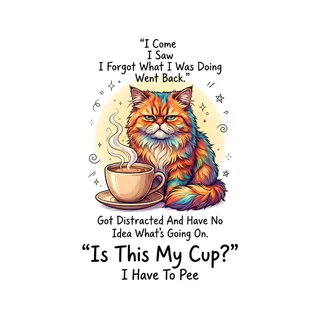 “I Come
I Saw
I Forgot What I Was Doing
Went Back.”
Got Distracted And Have No
Idea What’s Going On.
“Is This My Cup?”
I Have To Pee